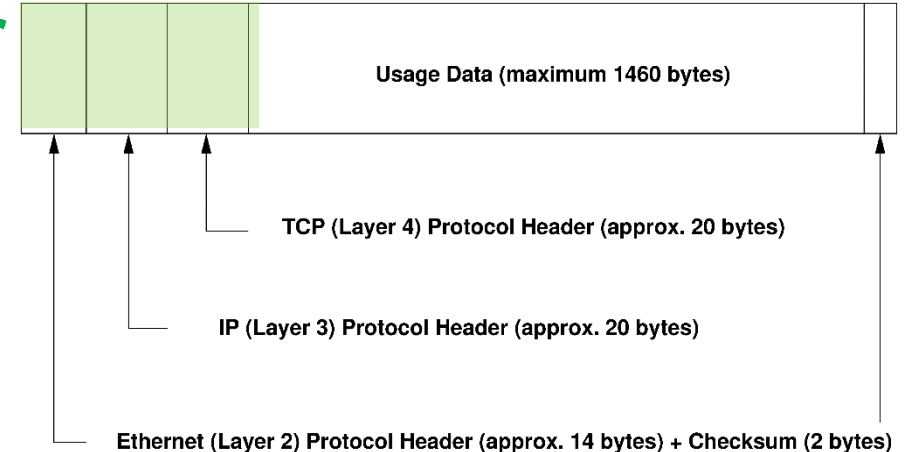 Usage Data (maximum 1460 bytes)
TCP (Layer 4) Protocol Header (approx. 20 bytes)
IP (Layer 3) Protocol Header (approx. 20 bytes)
Ethernet (Layer 2) Protocol Header (approx. 14 bytes) + Checksum (2 bytes)